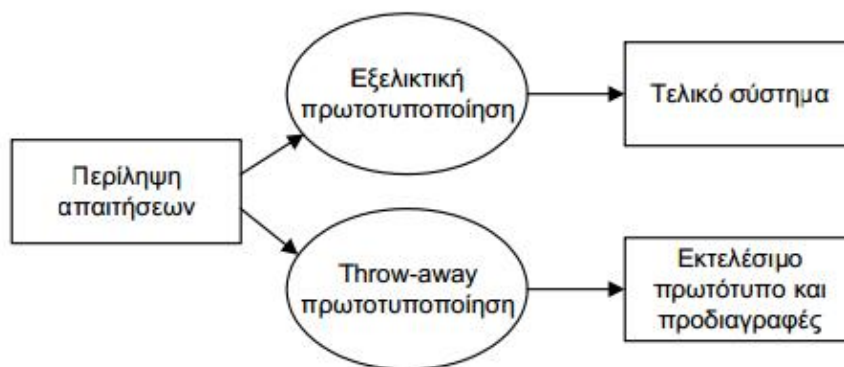 Εξελικτική
πρωτοτυποποίηση
Τελικό σύστημα
Περίληψη
απαιτήσεων
Throw-away
πρωτοτυποποίηση
Εκτελέσιμο
πρωτότυπο και
προδιαγραφές